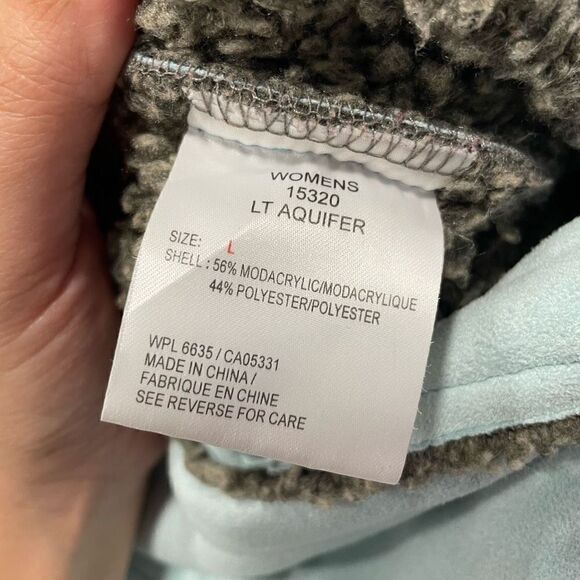 WOMENS
15320
LT AQUIFER
SIZE: L
SHELL : 56% MODACRYLIC/MODACRYLIQUE
44% POLYESTER/POLYESTER
WPL 6635 / CA05331
MADE IN CHINA /
FABRIQUE EN CHINE
SEE REVERSE FOR CARE